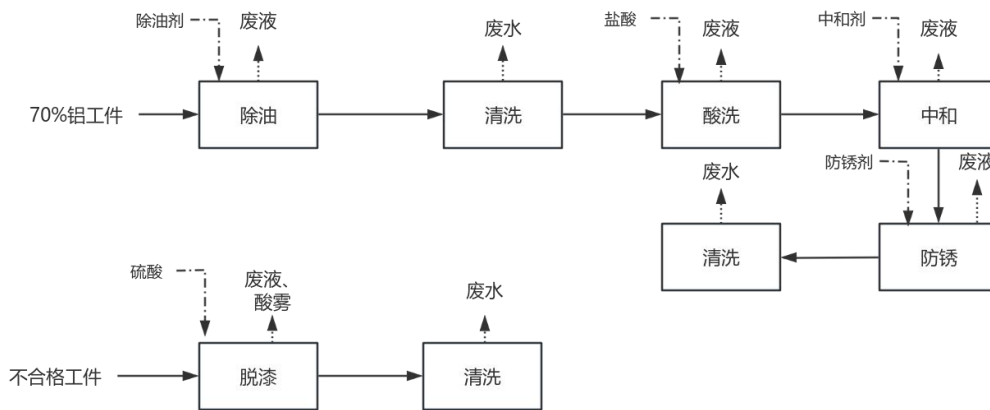 除油剂
废液
废水
盐酸
废液
中和剂
废液
70%铝工件
除油
清洗
酸洗
中和
废水
防锈剂
废液
清洗
防锈
硫酸
废液、
酸雾
废水
不合格工件
脱漆
清洗